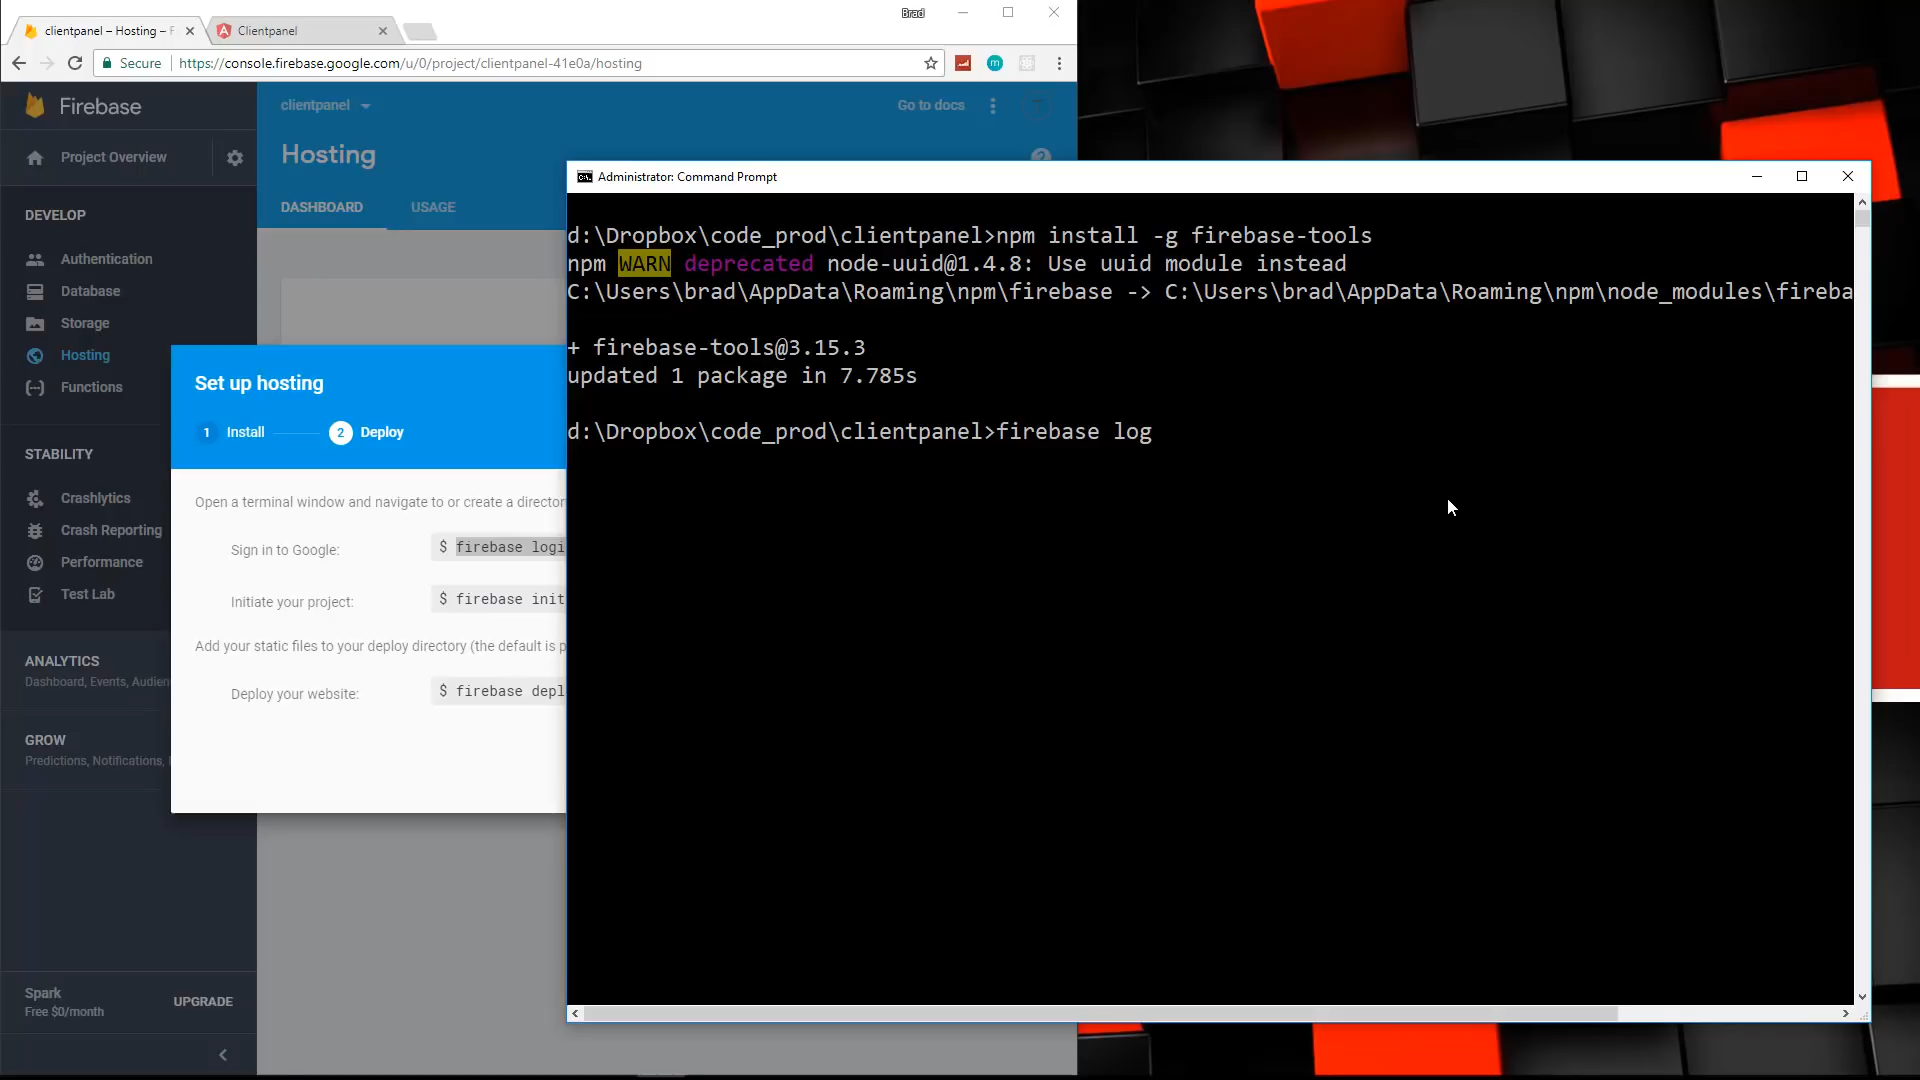 Brad
clientpanel – Hosting – F
Clientpanel
Secure
https://console.firebase.google.com/u/0/project/clientpanel-41e0a/hosting
Firebase
clientpanel
Go to docs
Project Overview
Hosting
DASHBOARD
USAGE
DEVELOP
Authentication
Database
Storage
Hosting
Functions
STABILITY
Crashlytics
Crash Reporting
Performance
Test Lab
ANALYTICS
Dashboard, Events, Audien
GROW
Predictions, Notifications,
Spark
Free $0/month
UPGRADE
Set up hosting
1 Install
2 Deploy
Open a terminal window and navigate to or create a director
Sign in to Google:
$ firebase logi
Initiate your project:
$ firebase init
Add your static files to your deploy directory (the default is p
Deploy your website:
$ firebase depl
Administrator: Command Prompt
d:\Dropbox\code_prod\clientpanel>npm install -g firebase-tools
npm WARN deprecated node-uuid@1.4.8: Use uuid module instead
C:\Users\brad\AppData\Roaming\npm\firebase -> C:\Users\brad\AppData\Roaming\npm\node_modules\fireba
+ firebase-tools@3.15.3
updated 1 package in 7.785s
d:\Dropbox\code_prod\clientpanel>firebase log